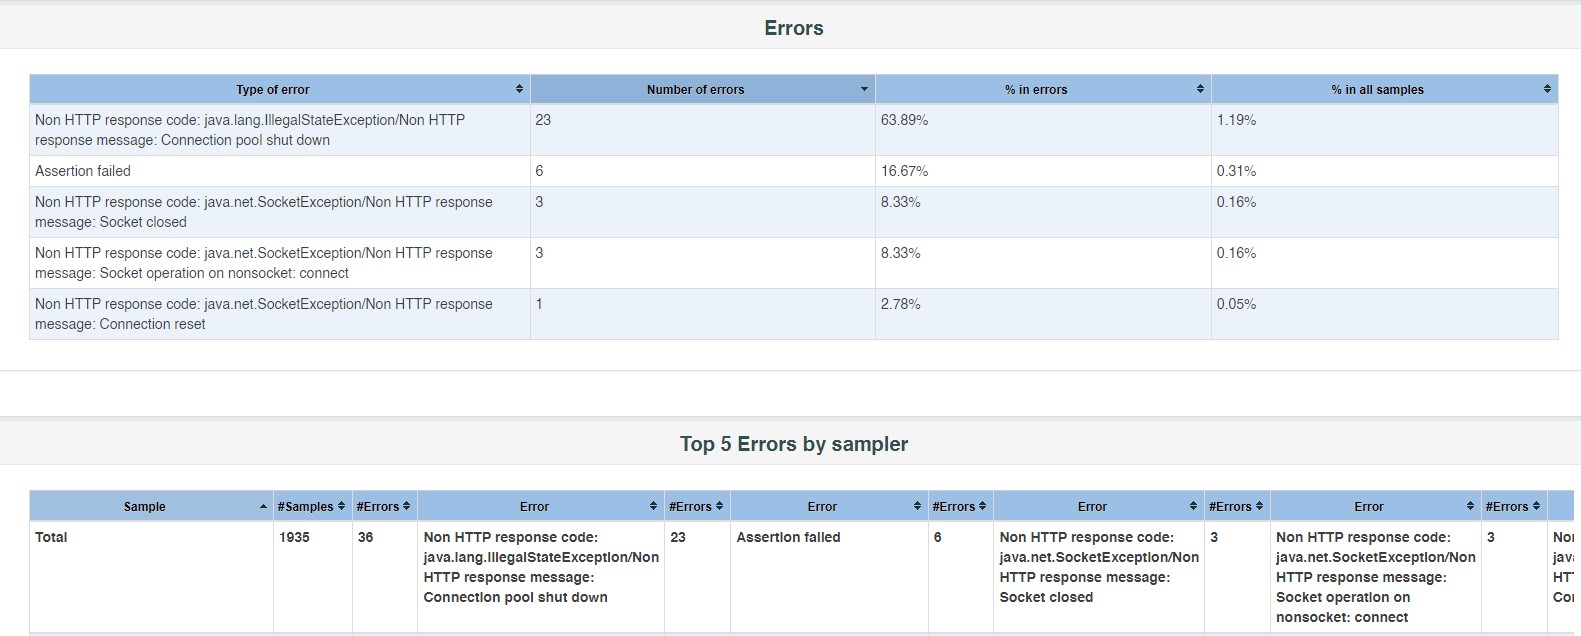 Errors
Type of error Number of errors % in errors % in all samples
Non HTTP response code: java.lang.IllegalStateException/Non HTTP 23 63.89% 1.19%
response message: Connection pool shut down
Assertion failed 6 16.67% 0.31%
Non HTTP response code: java.net.SocketException/Non HTTP response 3 8.33% 0.16%
message: Socket closed
Non HTTP response code: java.net.SocketException/Non HTTP response 3 8.33% 0.16%
message: Socket operation on nonsocket: connect
Non HTTP response code: java.net.SocketException/Non HTTP response 1 2.78% 0.05%
message: Connection reset
Top 5 Errors by sampler
Sample #Samples #Errors Error #Errors Error #Errors Error #Errors Error #Errors
Total 1935 36 Non HTTP response code: 23 Assertion failed 6 Non HTTP response code: 3 Non HTTP response code: 3
java.lang.IllegalStateException/Non java.net.SocketException/Non java.net.SocketException/Non
HTTP response message: HTTP response message: HTTP response message:
Connection pool shut down Socket closed Socket operation on
nonsocket: connect